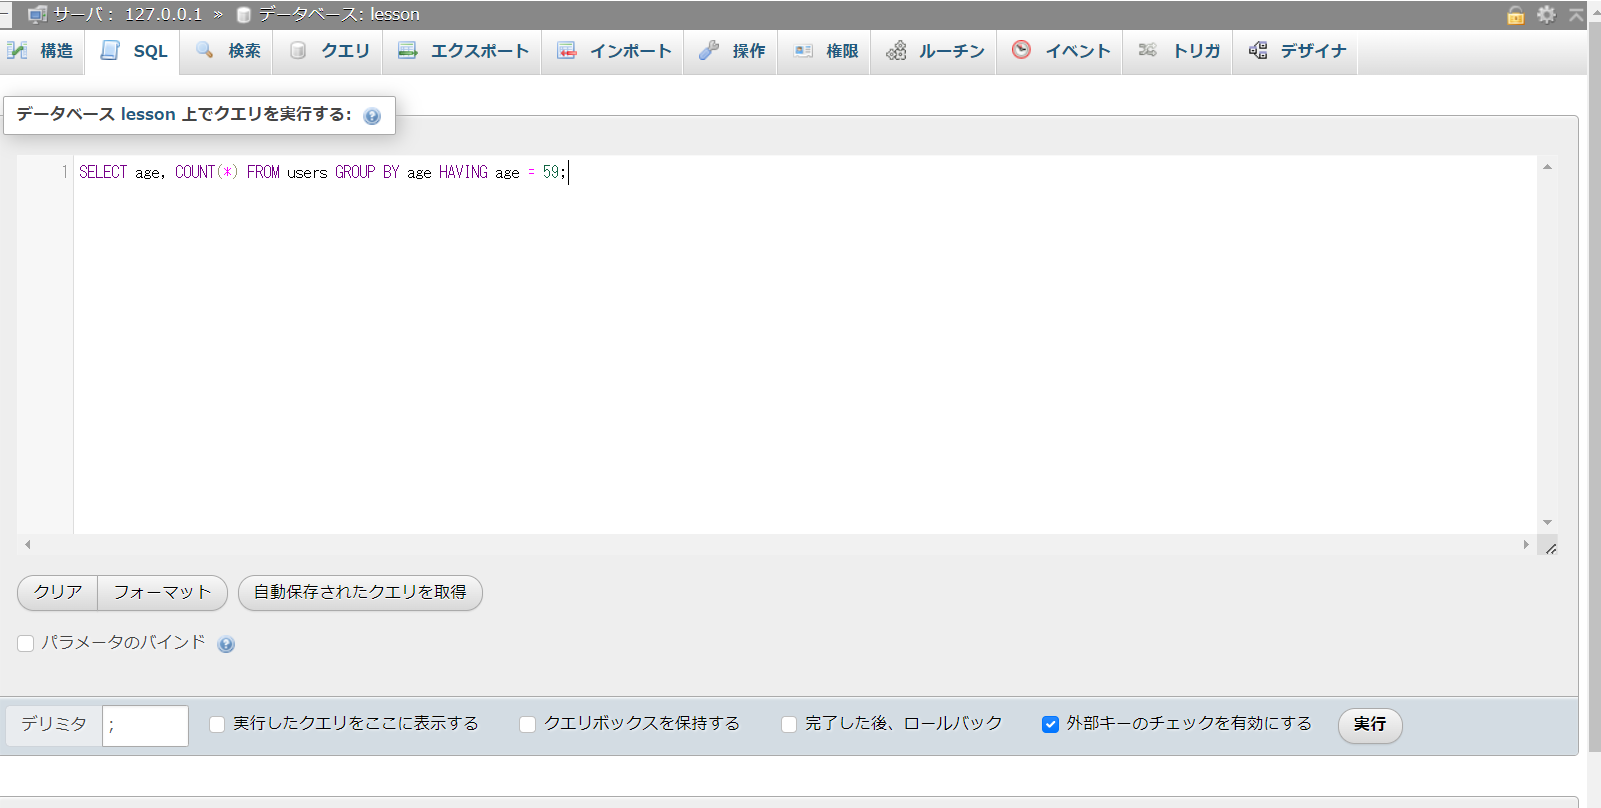 サーバ: 127.0.0.1 » データベース: lesson
構造 SQL 検索 クエリ エクスポート インポート 操作 権限 ルーチン イベント トリガ デザイナ
データベース lesson 上でクエリを実行する:
1 SELECT age, COUNT(*) FROM users GROUP BY age HAVING age = 59;
クリア フォーマット 自動保存されたクエリを取得
パラメータのバインド
デリミタ ; 実行したクエリをここに表示する クエリボックスを保持する 完了した後、ロールバック 外部キーのチェックを有効にする 実行